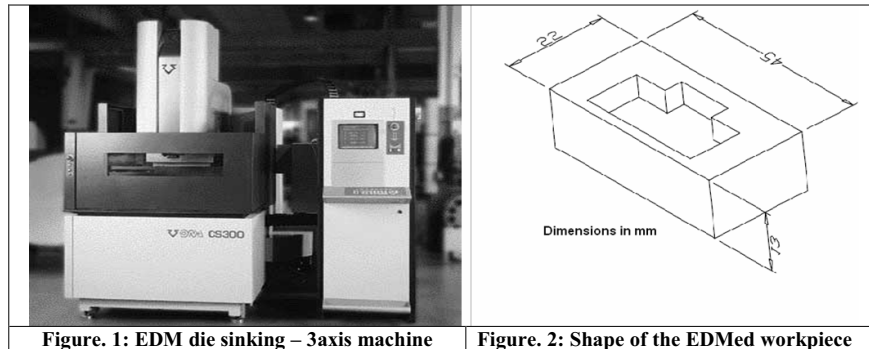 ONA CS300
22
45
13
Dimensions in mm
Figure. 1: EDM die sinking – 3axis machine
Figure. 2: Shape of the EDMed workpiece